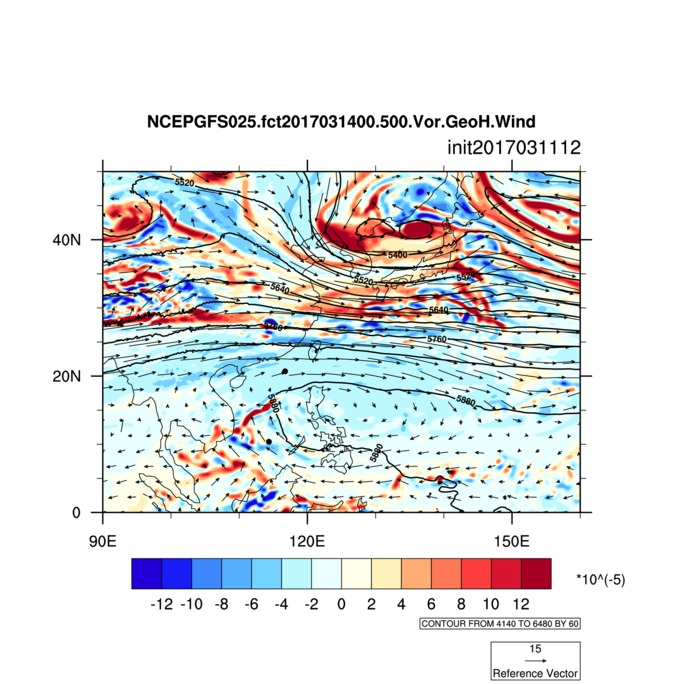 NCEPGFS025.fct2017031400.500.Vor.GeoH.Wind
init2017031112
5520
40N
5400
5520
5520
5640
5640
5760
5760
20N
5880
5880
5880
0
90E 120E 150E
-12 -10 -8 -6 -4 -2 0 2 4 6 8 10 12
*10^(-5)
CONTOUR FROM 4140 TO 6480 BY 60
15
Reference Vector